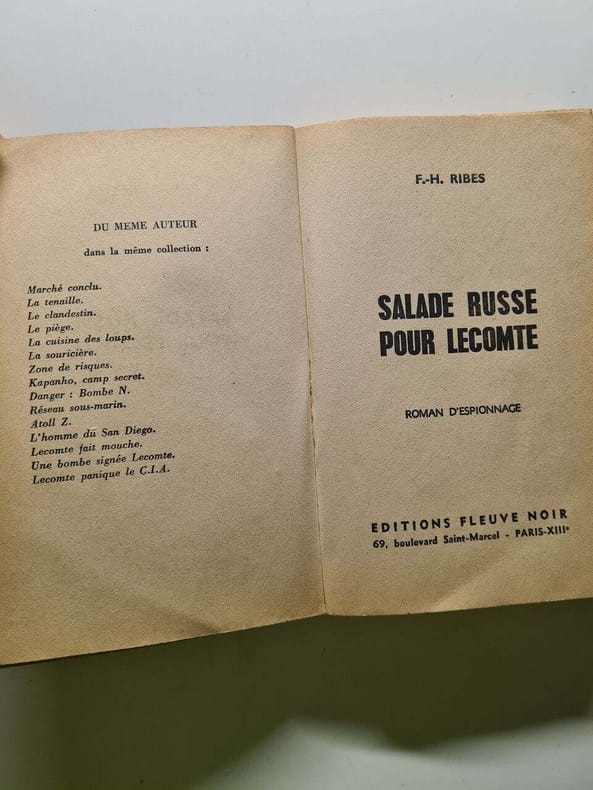 DU MEME AUTEUR
dans la même collection :
Marché conclu.
La tenaille.
Le clandestin.
Le piège.
La cuisine des loups.
La souricière.
Zone de risques.
Kapanho, camp secret.
Danger : Bombe N.
Réseau sous-marin.
Atoll Z.
L'homme du San Diego.
Lecomte fait mouche.
Une bombe signée Lecomte.
Lecomte panique le C.I.A.
F.-H. RIBES
SALADE RUSSE
POUR LECOMTE
ROMAN D'ESPIONNAGE
EDITIONS FLEUVE NOIR
69, boulevard Saint-Marcel - PARIS-XIIIe